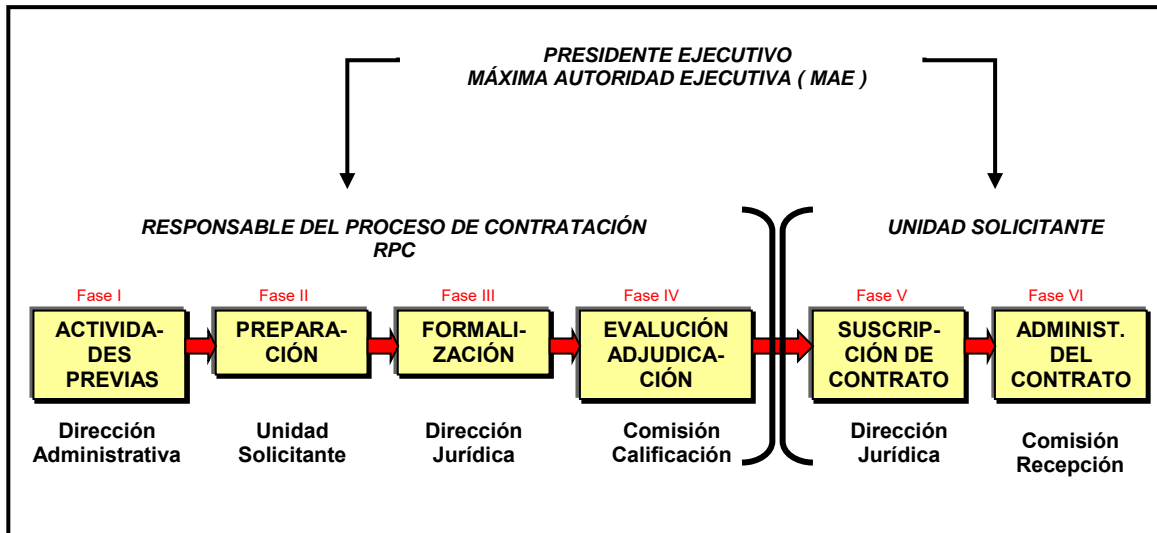 PRESIDENTE EJECUTIVO
MÁXIMA AUTORIDAD EJECUTIVA ( MAE )
RESPONSABLE DEL PROCESO DE CONTRATACIÓN
RPC
UNIDAD SOLICITANTE
Fase I
ACTIVIDA-
DES
PREVIAS
Dirección
Administrativa
Fase II
PREPARA-
CIÓN
Unidad
Solicitante
Fase III
FORMALI-
ZACIÓN
Dirección
Jurídica
Fase IV
EVALUCIÓN
ADJUDICA-
CIÓN
Comisión
Calificación
Fase V
SUSCRIP-
CIÓN DE
CONTRATO
Dirección
Jurídica
Fase VI
ADMINIST.
DEL
CONTRATO
Comisión
Recepción